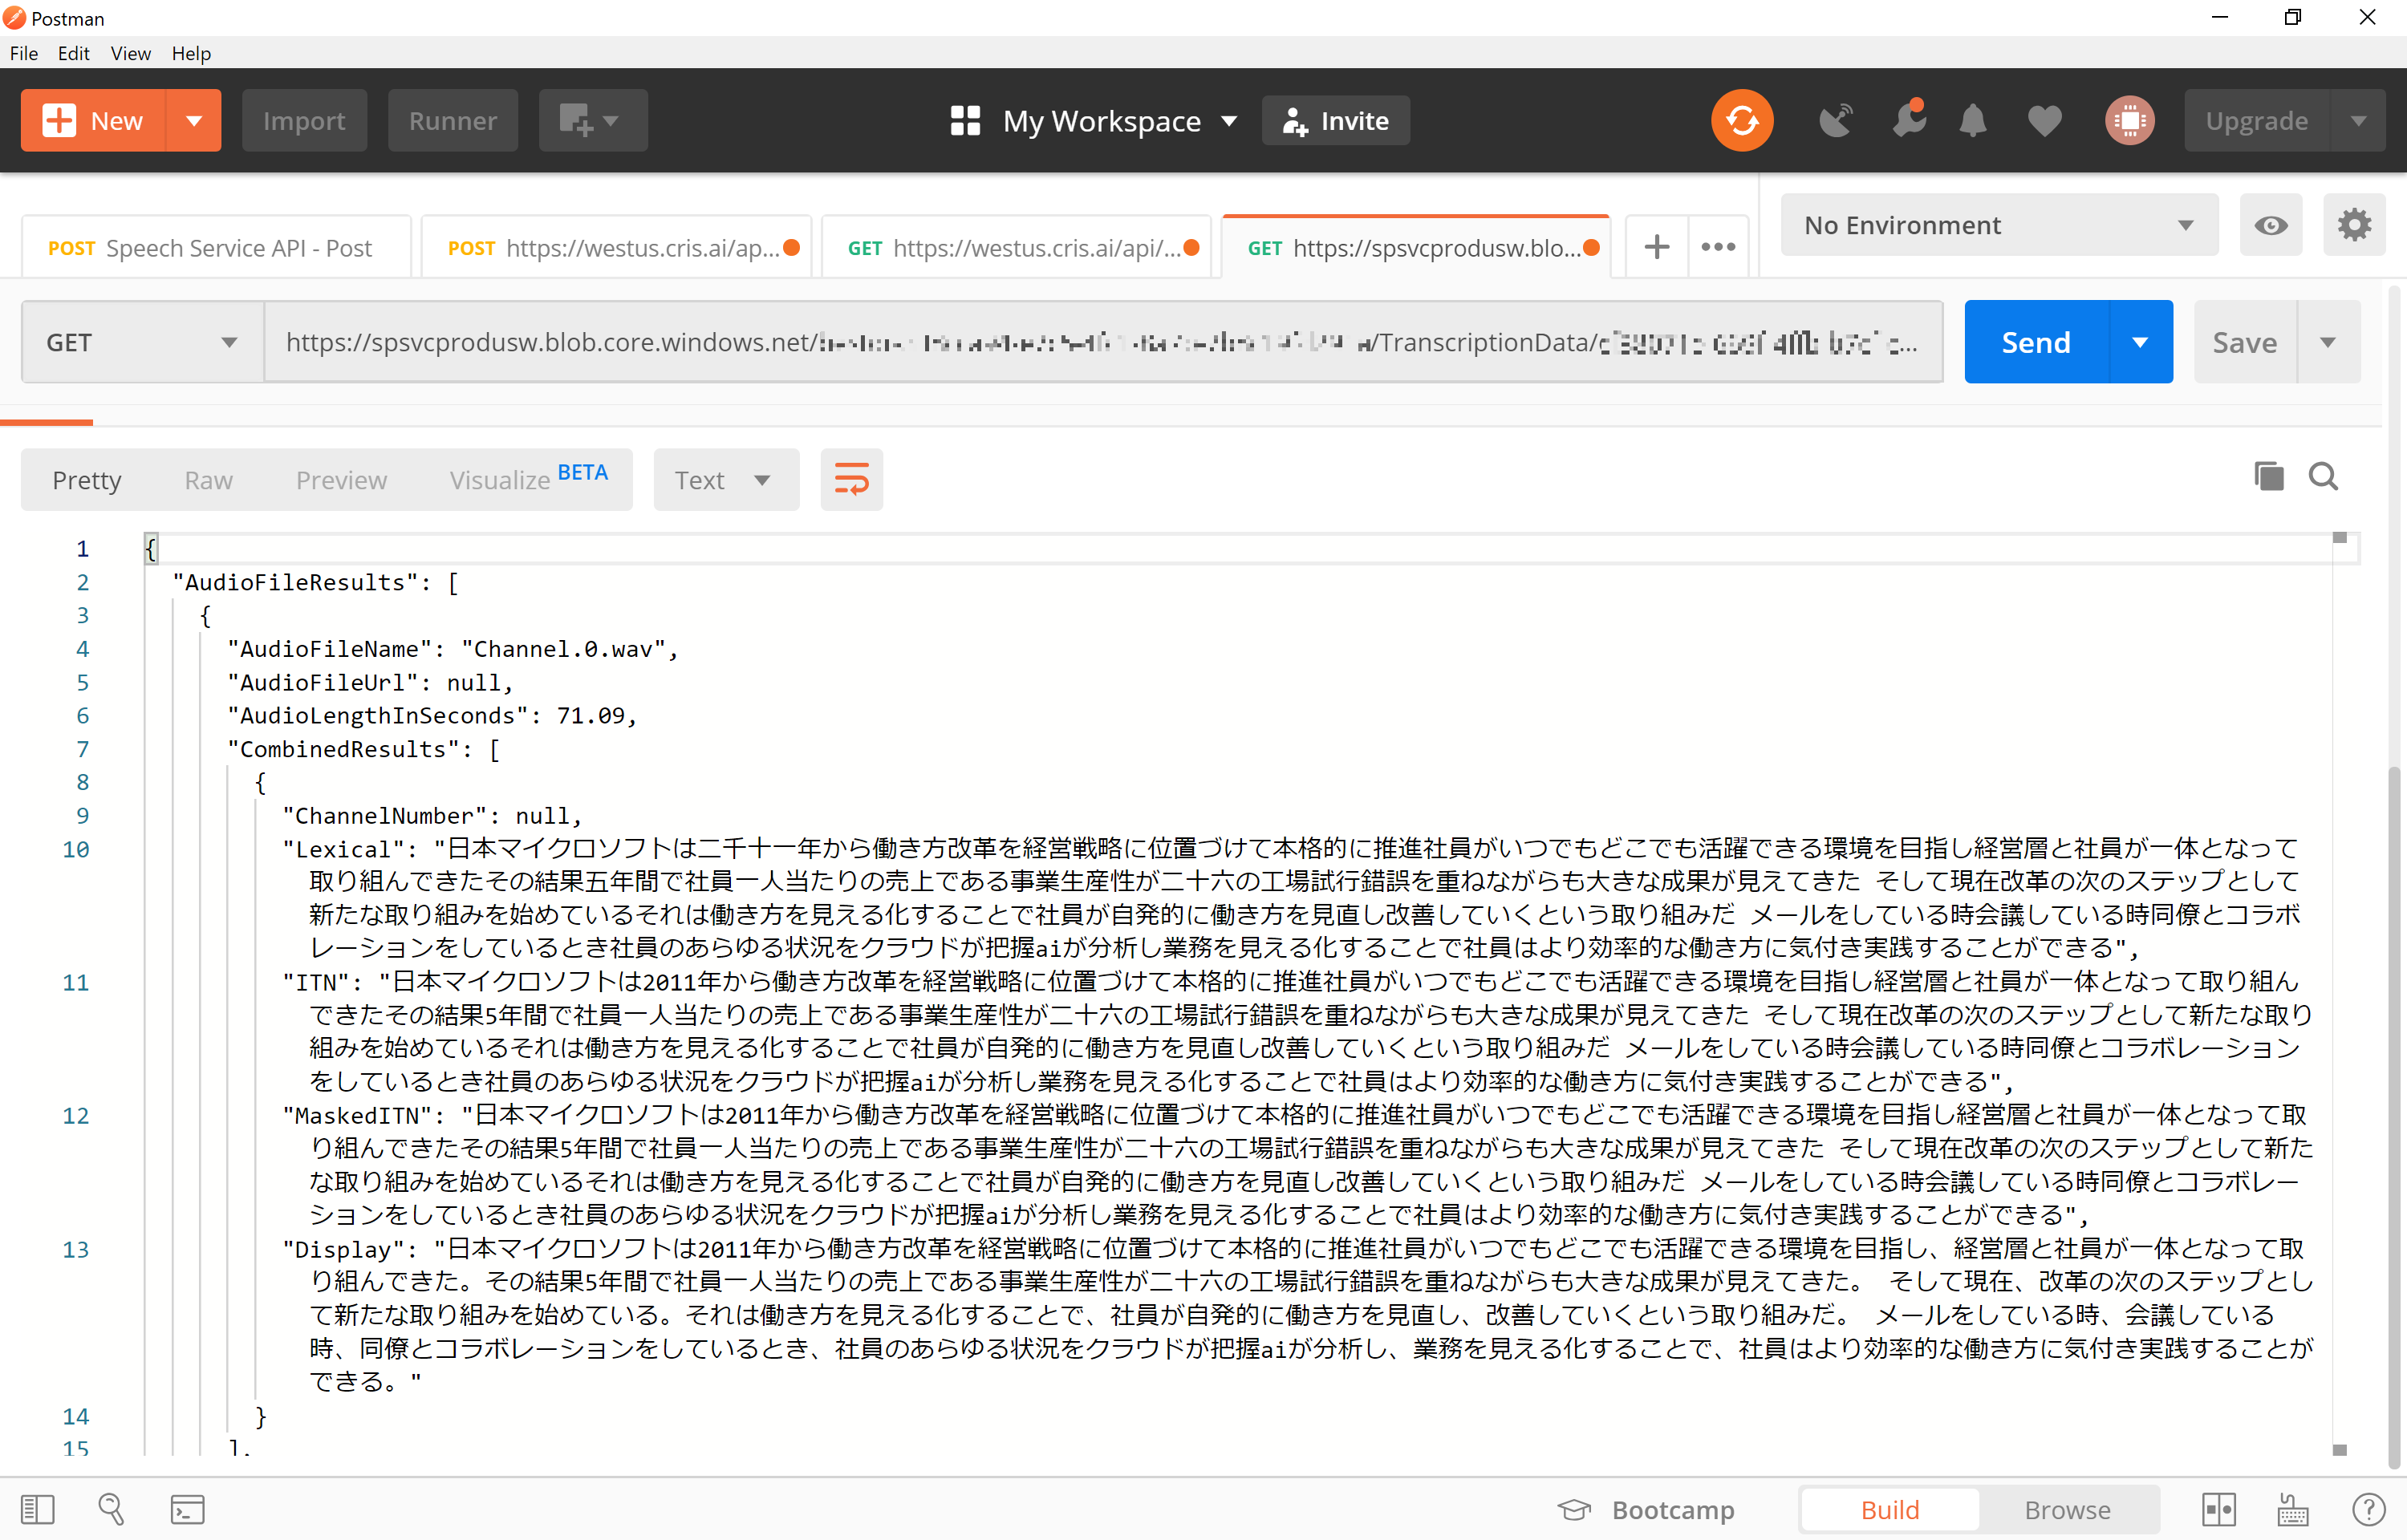 Postman
File Edit View Help
New Import Runner My Workspace Invite Upgrade
POST Speech Service API - Post POST https://westus.cris.ai/ap... GET https://westus.cris.ai/api/... GET https://spsvcprodusw.blo... No Environment
GET https://spsvcprodusw.blob.core.windows.net/ /TranscriptionData/ ... Send Save
Pretty Raw Preview Visualize BETA Text
1 {
2 "AudioFileResults": [
3 {
4 "AudioFileName": "Channel.0.wav",
5 "AudioFileUrl": null,
6 "AudioLengthInSeconds": 71.09,
7 "CombinedResults": [
8 {
9 "ChannelNumber": null,
10 "Lexical": "日本マイクロソフトは二千十一年から働き方改革を経営戦略に位置づけて本格的に推進社員がいつでもどこでも活躍できる環境を目指し経営層と社員が一体となって
取り組んできたその結果五年間で社員一人当たりの売上である事業生産性が二十六の工場試行錯誤を重ねながらも大きな成果が見えてきた そして現在改革の次のステップとして
新たな取り組みを始めているそれは働き方を見える化することで社員が自発的に働き方を見直し改善していくという取り組みだ メールをしている時会議している時同僚とコラボ
レーションをしているとき社員のあらゆる状況をクラウドが把握aiが分析し業務を見える化することで社員はより効率的な働き方に気付き実践することができる",
11 "ITN": "日本マイクロソフトは2011年から働き方改革を経営戦略に位置づけて本格的に推進社員がいつでもどこでも活躍できる環境を目指し経営層と社員が一体となって取り組ん
できたその結果5年間で社員一人当たりの売上である事業生産性が二十六の工場試行錯誤を重ねながらも大きな成果が見えてきた そして現在改革の次のステップとして新たな取り
組みを始めているそれは働き方を見える化することで社員が自発的に働き方を見直し改善していくという取り組みだ メールをしている時会議している時同僚とコラボレーション
をしているとき社員のあらゆる状況をクラウドが把握aiが分析し業務を見える化することで社員はより効率的な働き方に気付き実践することができる",
12 "MaskedITN": "日本マイクロソフトは2011年から働き方改革を経営戦略に位置づけて本格的に推進社員がいつでもどこでも活躍できる環境を目指し経営層と社員が一体となって取
り組んできたその結果5年間で社員一人当たりの売上である事業生産性が二十六の工場試行錯誤を重ねながらも大きな成果が見えてきた そして現在改革の次のステップとして新た
な取り組みを始めているそれは働き方を見える化することで社員が自発的に働き方を見直し改善していくという取り組みだ メールをしている時会議している時同僚とコラボレー
ションをしているとき社員のあらゆる状況をクラウドが把握aiが分析し業務を見える化することで社員はより効率的な働き方に気付き実践することができる",
13 "Display": "日本マイクロソフトは2011年から働き方改革を経営戦略に位置づけて本格的に推進社員がいつでもどこでも活躍できる環境を目指し、経営層と社員が一体となって取
り組んできた。その結果5年間で社員一人当たりの売上である事業生産性が二十六の工場試行錯誤を重ねながらも大きな成果が見えてきた。 そして現在、改革の次のステップとし
て新たな取り組みを始めている。それは働き方を見える化することで、社員が自発的に働き方を見直し、改善していくという取り組みだ。 メールをしている時、会議している
時、同僚とコラボレーションをしているとき、社員のあらゆる状況をクラウドが把握aiが分析し、業務を見える化することで、社員はより効率的な働き方に気付き実践することが
できる。"
14 }
15 ],
Bootcamp Build Browse